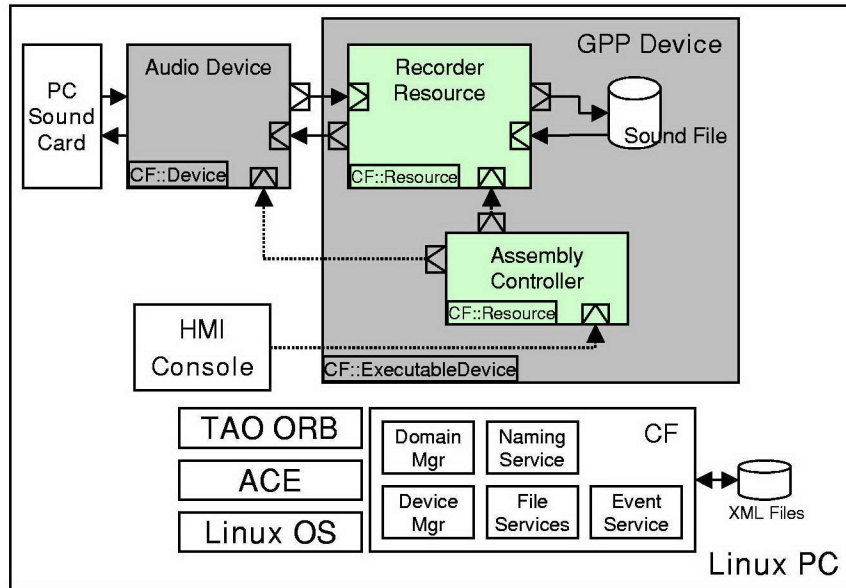 GPP Device
PC
Sound
Card
Audio Device
CF::Device
Recorder
Resource
CF::Resource
Sound File
Assembly
Controller
CF::Resource
HMI
Console
CF::ExecutableDevice
TAO ORB
ACE
Linux OS
CF
Domain
Mgr
Naming
Service
Device
Mgr
File
Services
Event
Service
XML Files
Linux PC